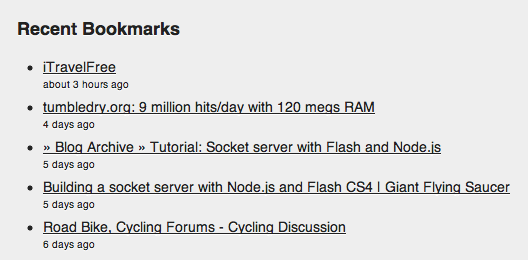 Recent Bookmarks
iTravelFree
about 3 hours ago
tumbledry.org: 9 million hits/day with 120 megs RAM
4 days ago
» Blog Archive » Tutorial: Socket server with Flash and Node.js
5 days ago
Building a socket server with Node.js and Flash CS4 | Giant Flying Saucer
5 days ago
Road Bike, Cycling Forums - Cycling Discussion
6 days ago